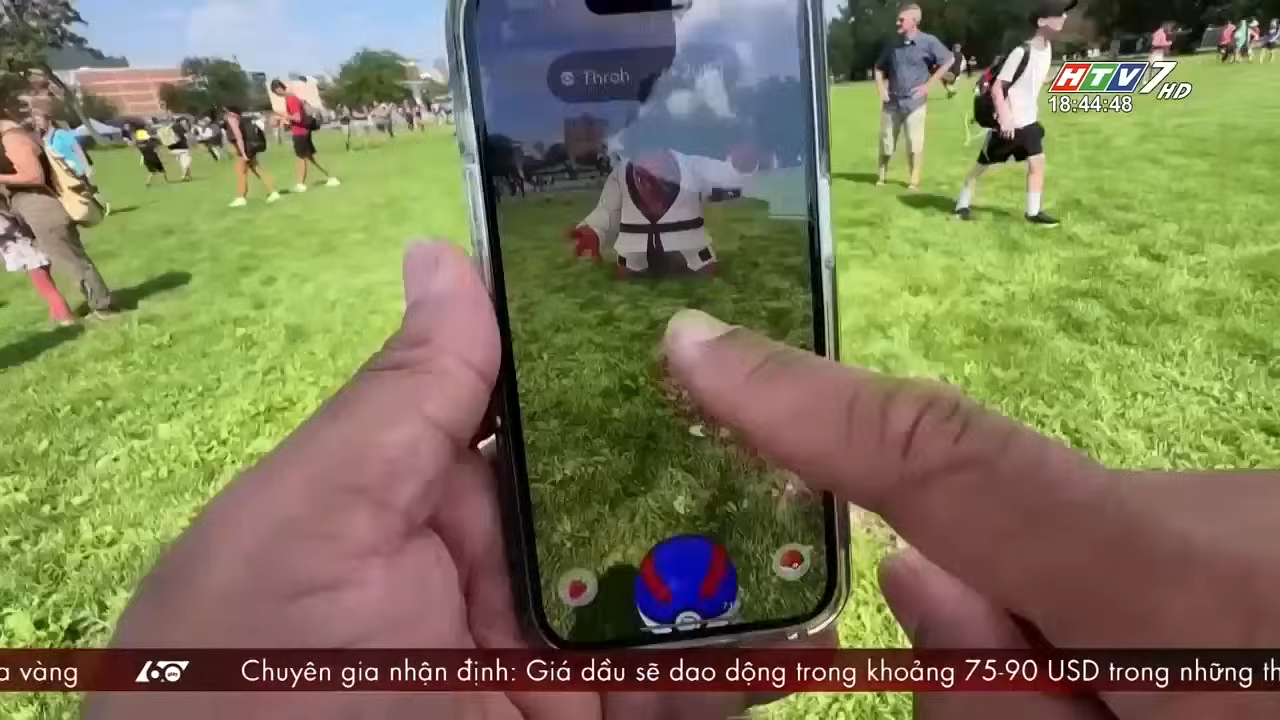 Throh
HTV7 HD
18:44:48
a vàng
60
Chuyên gia nhận định: Giá dầu sẽ dao động trong khoảng 75-90 USD trong những th